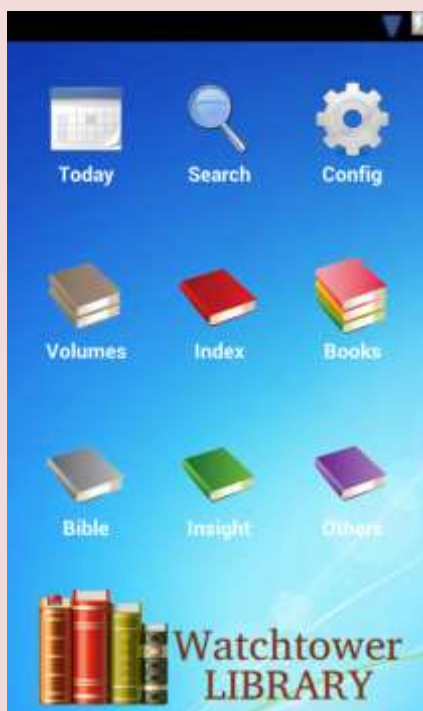 Today Search Config
Volumes Index Books
Bible Insight Others
Watchtower
LIBRARY